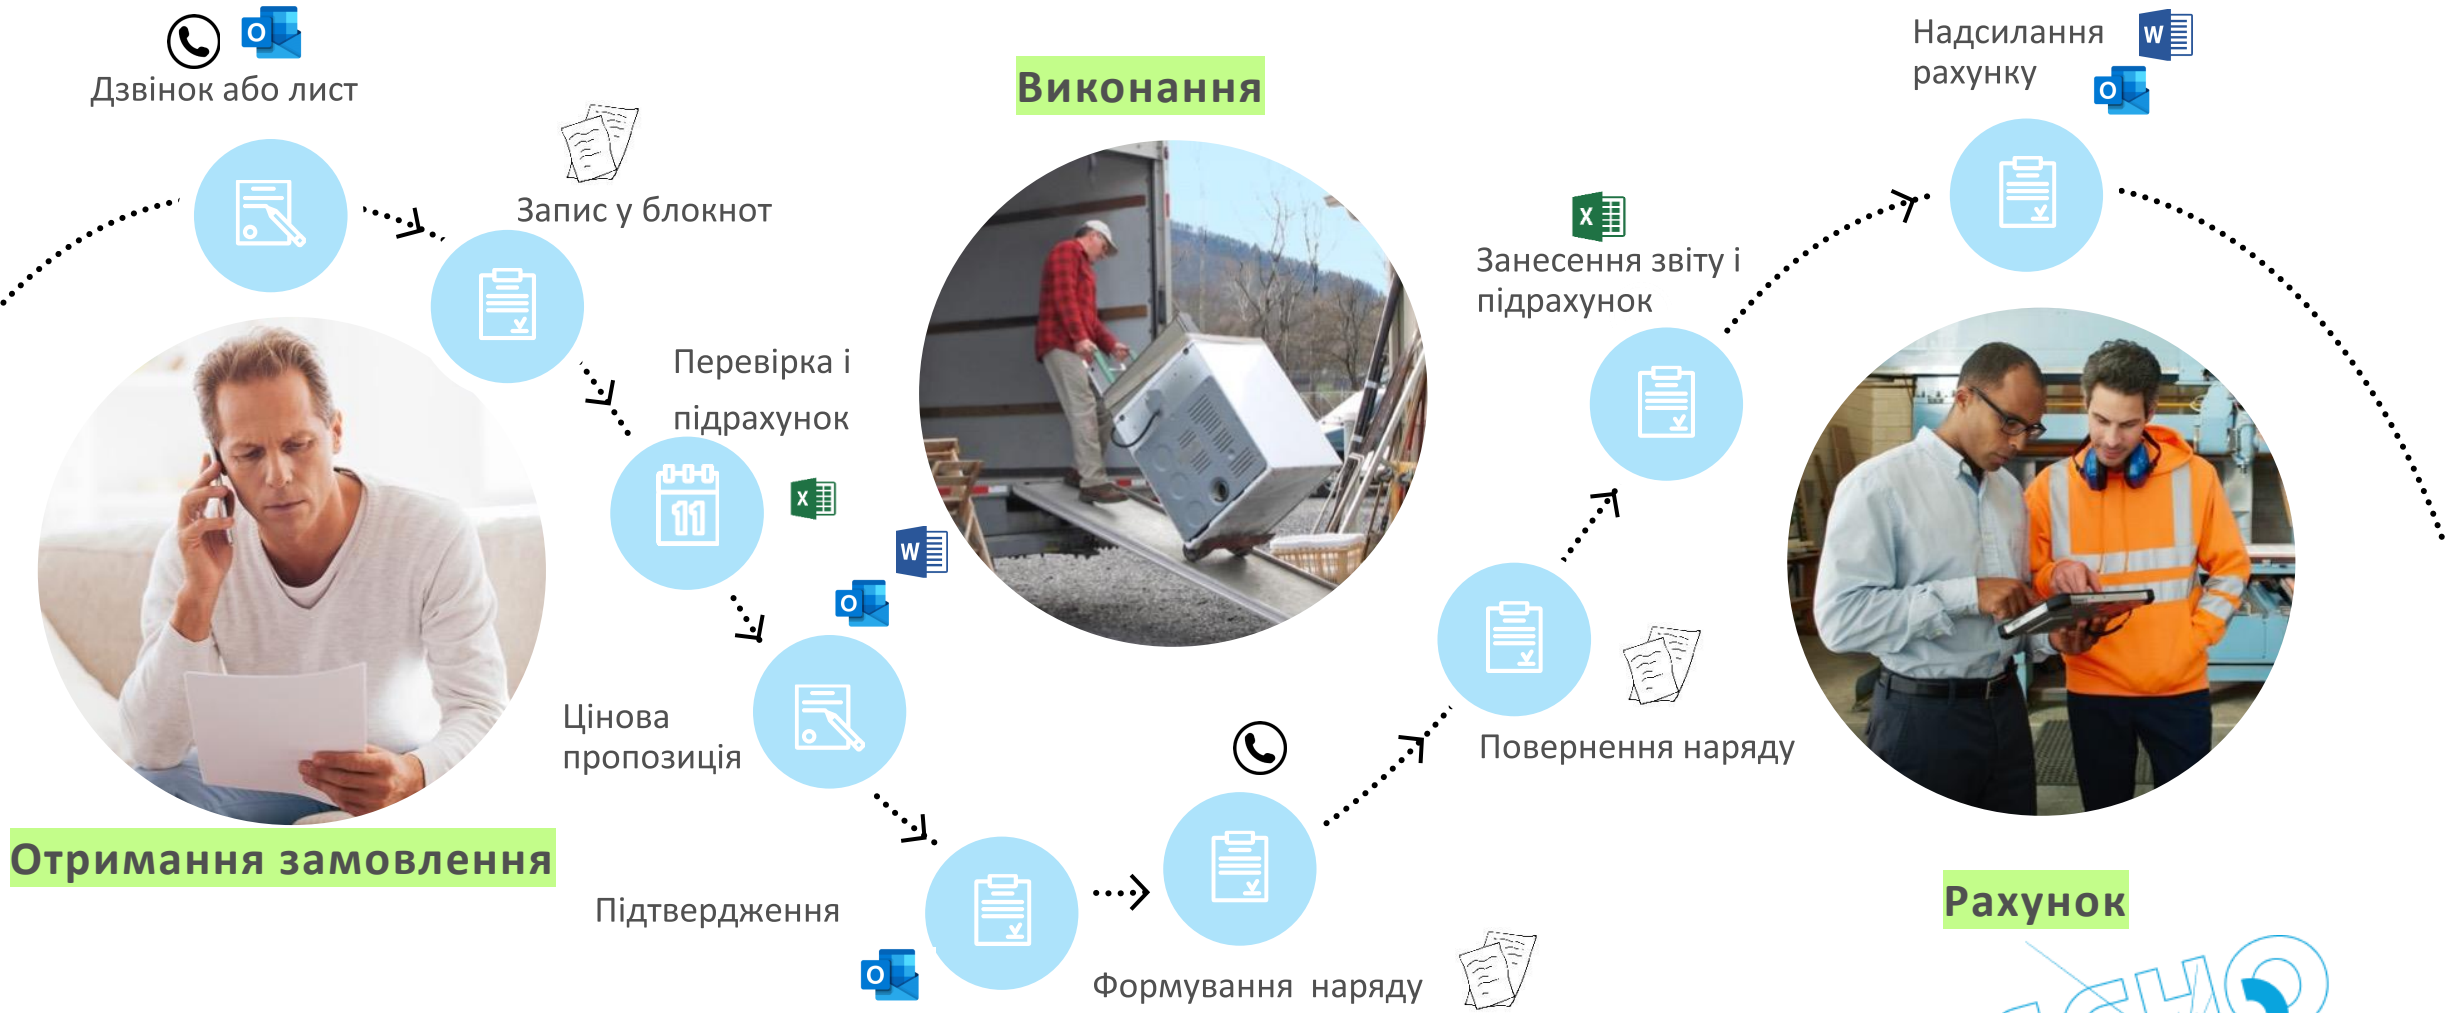 Дзвінок або лист
Запис у блокнот
Перевірка і
підрахунок
11
Цінова
пропозиція
Підтвердження
Формування наряду
Повернення наряду
Занесення звіту і
підрахунок
Надсилання
рахунку
Отримання замовлення
Виконання
Рахунок
O
X
O
W
O
X
W
O